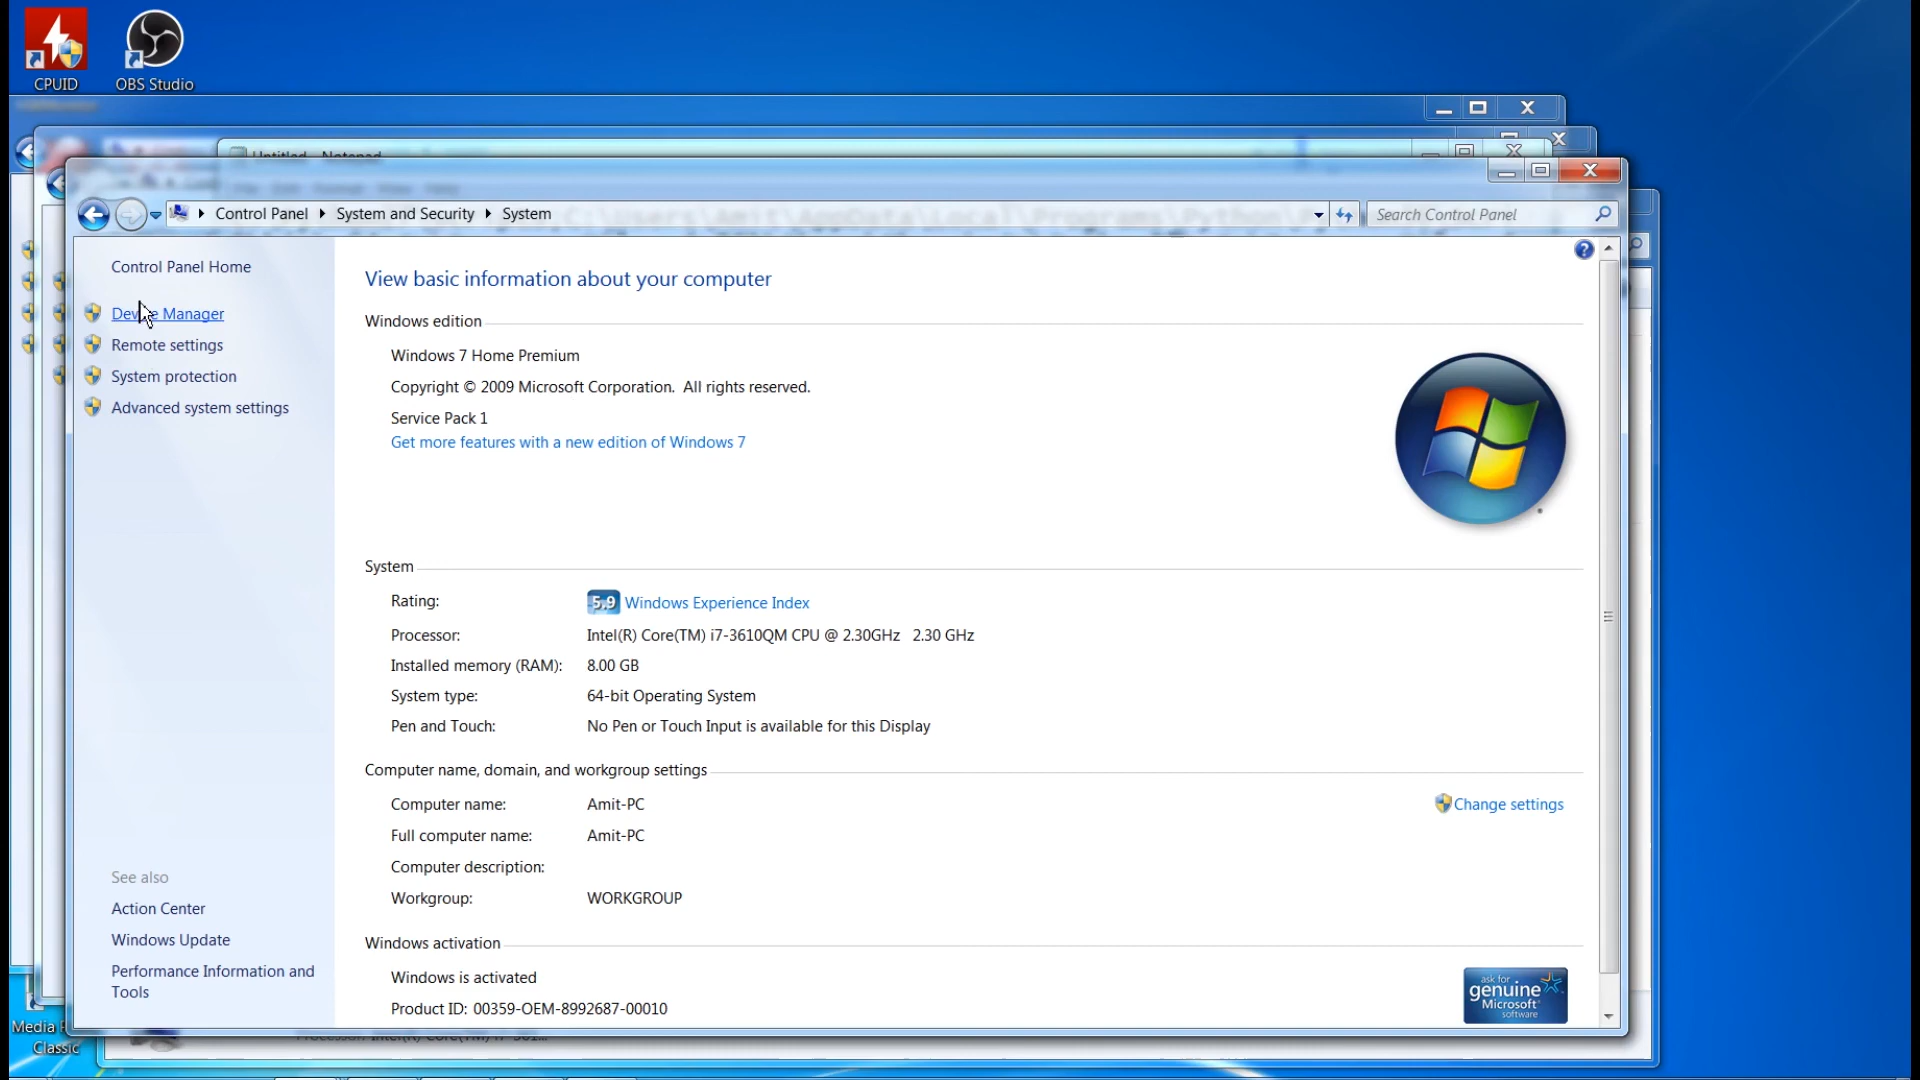 CPUID
OBS Studio
Untitled - Notepad
Control Panel System and Security System
Search Control Panel
Control Panel Home
Device Manager
Remote settings
System protection
Advanced system settings
View basic information about your computer
Windows edition
Windows 7 Home Premium
Copyright © 2009 Microsoft Corporation. All rights reserved.
Service Pack 1
Get more features with a new edition of Windows 7
System
Rating:
5.9 Windows Experience Index
Processor:
Intel(R) Core(TM) i7-3610QM CPU @ 2.30GHz 2.30 GHz
Installed memory (RAM):
8.00 GB
System type:
64-bit Operating System
Pen and Touch:
No Pen or Touch Input is available for this Display
Computer name, domain, and workgroup settings
Computer name:
Amit-PC
Change settings
Full computer name:
Amit-PC
Computer description:
Workgroup:
WORKGROUP
Windows activation
Windows is activated
Product ID: 00359-OEM-8992687-00010
ask for
genuine
Microsoft
software
See also
Action Center
Windows Update
Performance Information and
Tools
Media
Classic